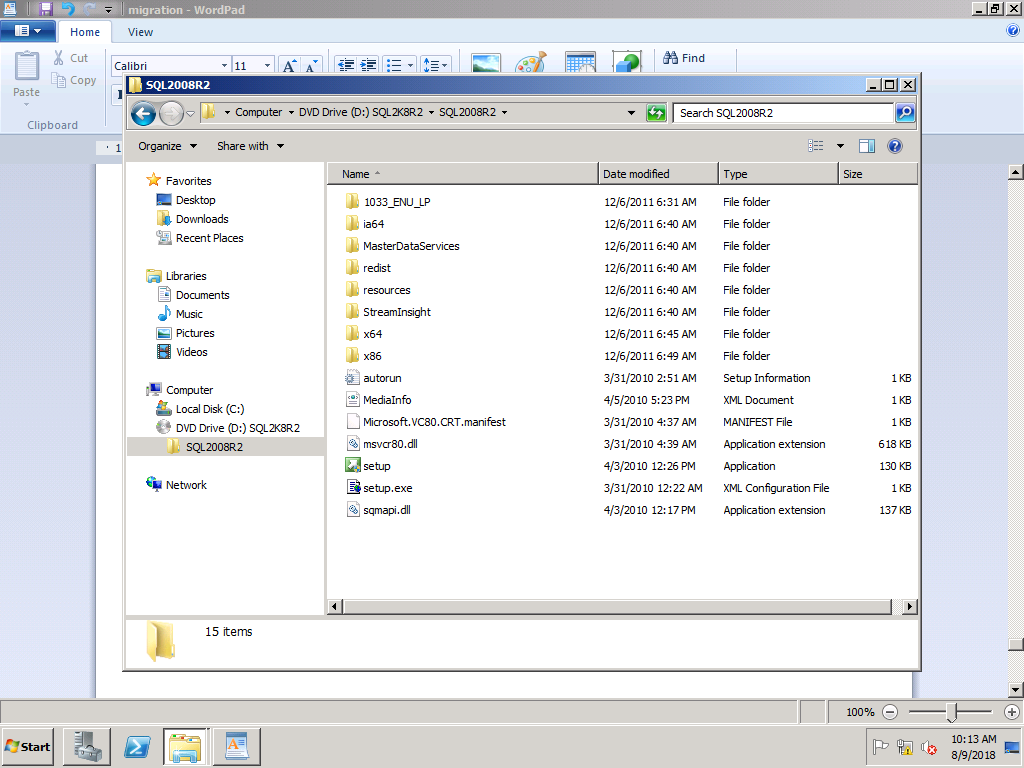 migration - WordPad
Home
View
Cut
Copy
Paste
Clipboard
Calibri
11
Find
SQL2008R2
Computer
DVD Drive (D:) SQL2K8R2
SQL2008R2
Search SQL2008R2
Organize
Share with
Favorites
Desktop
Downloads
Recent Places
Libraries
Documents
Music
Pictures
Videos
Computer
Local Disk (C:)
DVD Drive (D:) SQL2K8R2
SQL2008R2
Network
Name Date modified Type Size
1033_ENU_LP 12/6/2011 6:31 AM File folder
ia64 12/6/2011 6:40 AM File folder
MasterDataServices 12/6/2011 6:40 AM File folder
redist 12/6/2011 6:40 AM File folder
resources 12/6/2011 6:40 AM File folder
StreamInsight 12/6/2011 6:40 AM File folder
x64 12/6/2011 6:45 AM File folder
x86 12/6/2011 6:49 AM File folder
autorun 3/31/2010 2:51 AM Setup Information 1 KB
MediaInfo 4/5/2010 5:23 PM XML Document 1 KB
Microsoft.VC80.CRT.manifest 3/31/2010 4:37 AM MANIFEST File 1 KB
msvcr80.dll 3/31/2010 4:39 AM Application extension 618 KB
setup 4/3/2010 12:26 PM Application 130 KB
setup.exe 3/31/2010 12:22 AM XML Configuration File 1 KB
sqmapi.dll 4/3/2010 12:17 PM Application extension 137 KB
15 items
100%
Start
10:13 AM
8/9/2018